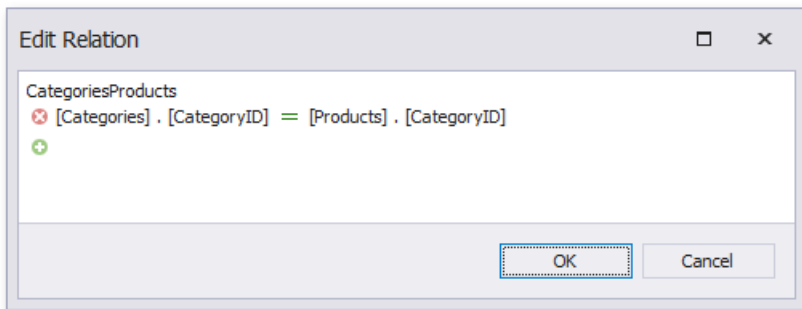 Edit Relation
CategoriesProducts
[Categories] . [CategoryID] = [Products] . [CategoryID]
OK
Cancel